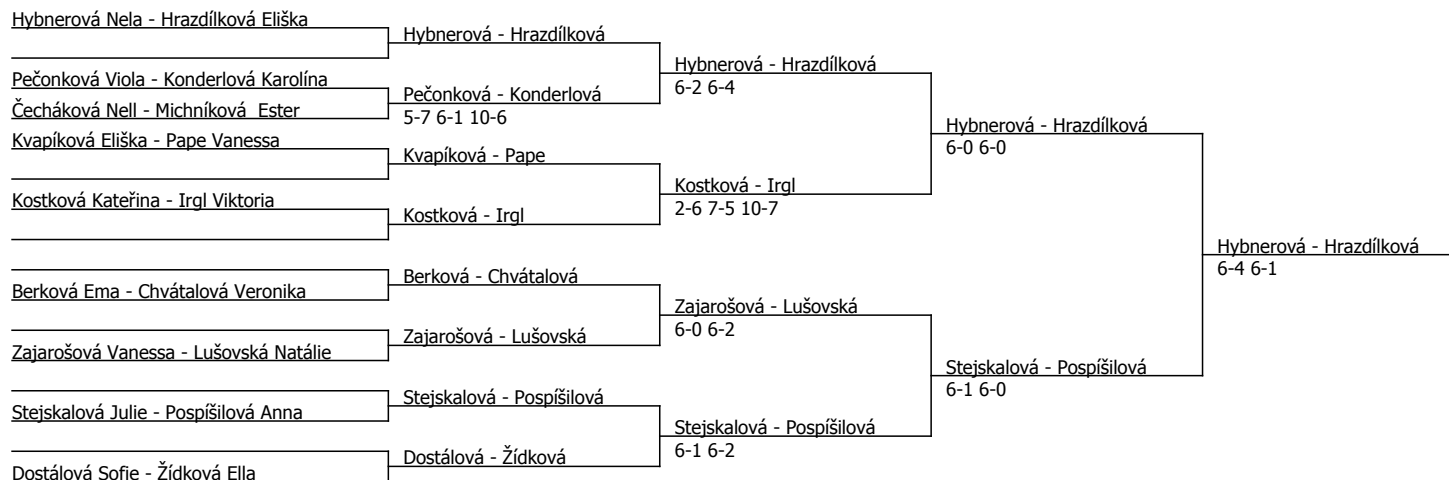 Hybnerová Nela - Hrazdílková Eliška
Hybnerová - Hrazdílková
Hybnerová - Hrazdílková
6-2 6-4
Pečonková Viola - Konderlová Karolína
Pečonková - Konderlová
5-7 6-1 10-6
Čecháková Nell - Michníková  Ester
Hybnerová - Hrazdílková
6-0 6-0
Kvapíková Eliška - Pape Vanessa
Kvapíková - Pape
Kostková - Irgl
2-6 7-5 10-7
Kostková Kateřina - Irgl Viktoria
Kostková - Irgl
Hybnerová - Hrazdílková
6-4 6-1
Berková - Chvátalová
Berková Ema - Chvátalová Veronika
Zajarošová - Lušovská
6-0 6-2
Zajarošová - Lušovská
Zajarošová Vanessa - Lušovská Natálie
Stejskalová - Pospíšilová
6-1 6-0
Stejskalová - Pospíšilová
Stejskalová Julie - Pospíšilová Anna
Stejskalová - Pospíšilová
6-1 6-2
Dostálová - Žídková
Dostálová Sofie - Žídková Ella